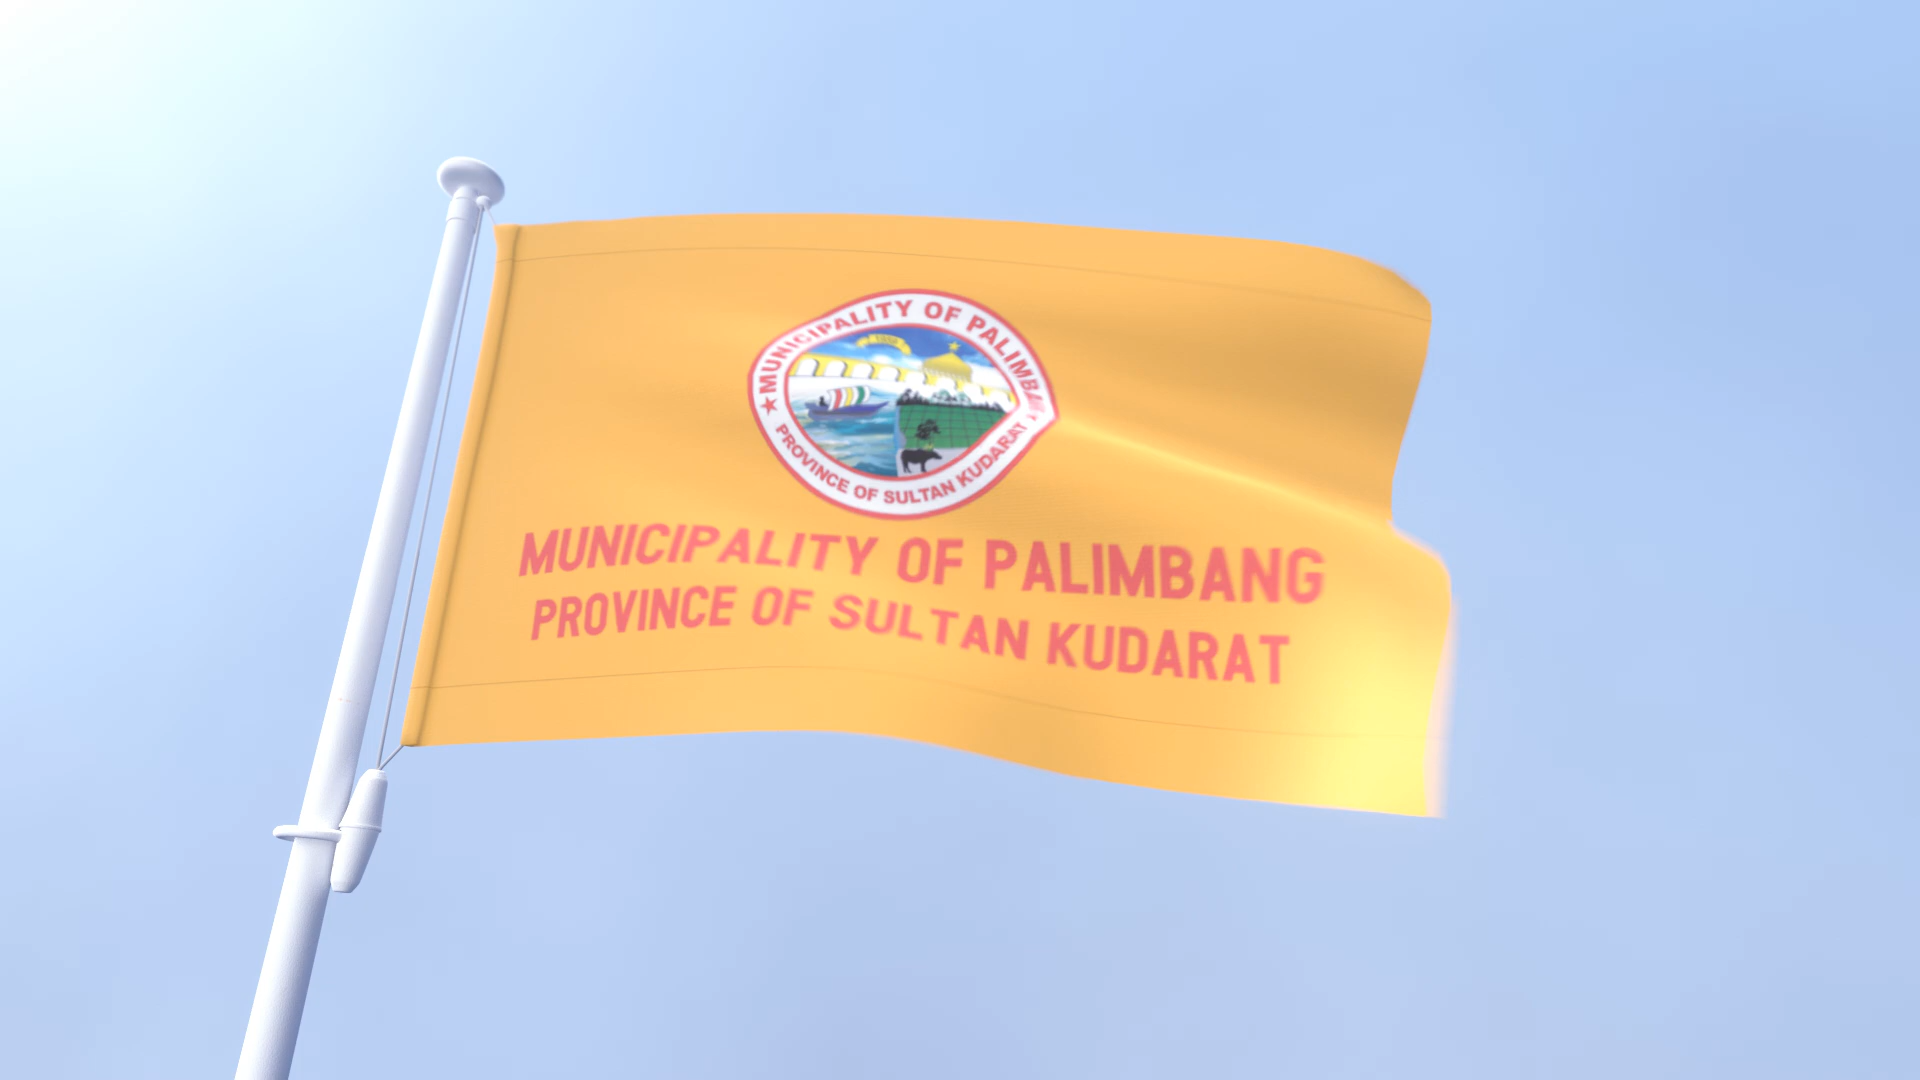 MUNICIPALITY OF PALIMBANG
PROVINCE OF SULTAN KUDARAT
MUNICIPALITY OF PALIMBANG
PROVINCE OF SULTAN KUDARAT